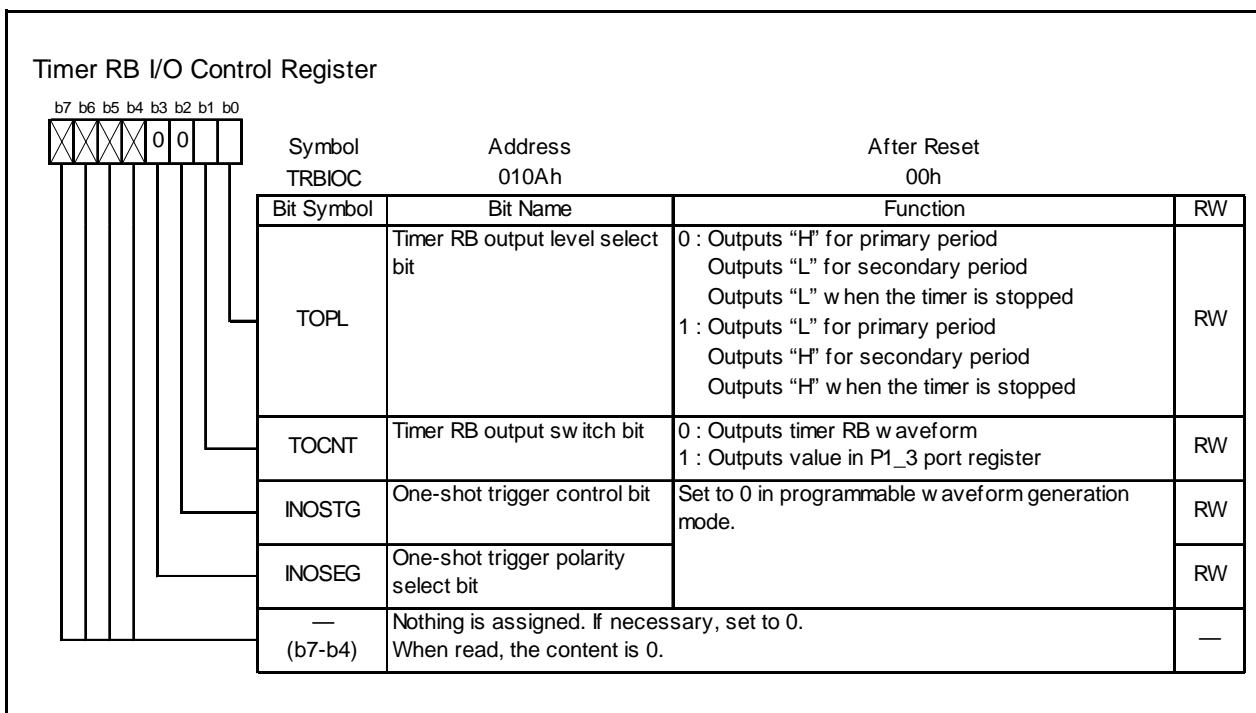 Timer RB I/O Control Register
b7 b6 b5 b4 b3 b2 b1 b0
0 0
Symbol Address After Reset
TRBIOC 010Ah 00h
Bit Symbol Bit Name Function RW
TOPL
Timer RB output level select
bit
0 : Outputs “H” for primary period
Outputs “L” for secondary period
Outputs “L” when the timer is stopped
1 : Outputs “L” for primary period
Outputs “H” for secondary period
Outputs “H” when the timer is stopped
RW
TOCNT
Timer RB output switch bit
0 : Outputs timer RB waveform
1 : Outputs value in P1_3 port register
RW
INOSTG
One-shot trigger control bit
Set to 0 in programmable waveform generation
mode.
RW
INOSEG
One-shot trigger polarity
select bit
RW
—
(b7-b4)
Nothing is assigned. If necessary, set to 0.
When read, the content is 0.
—